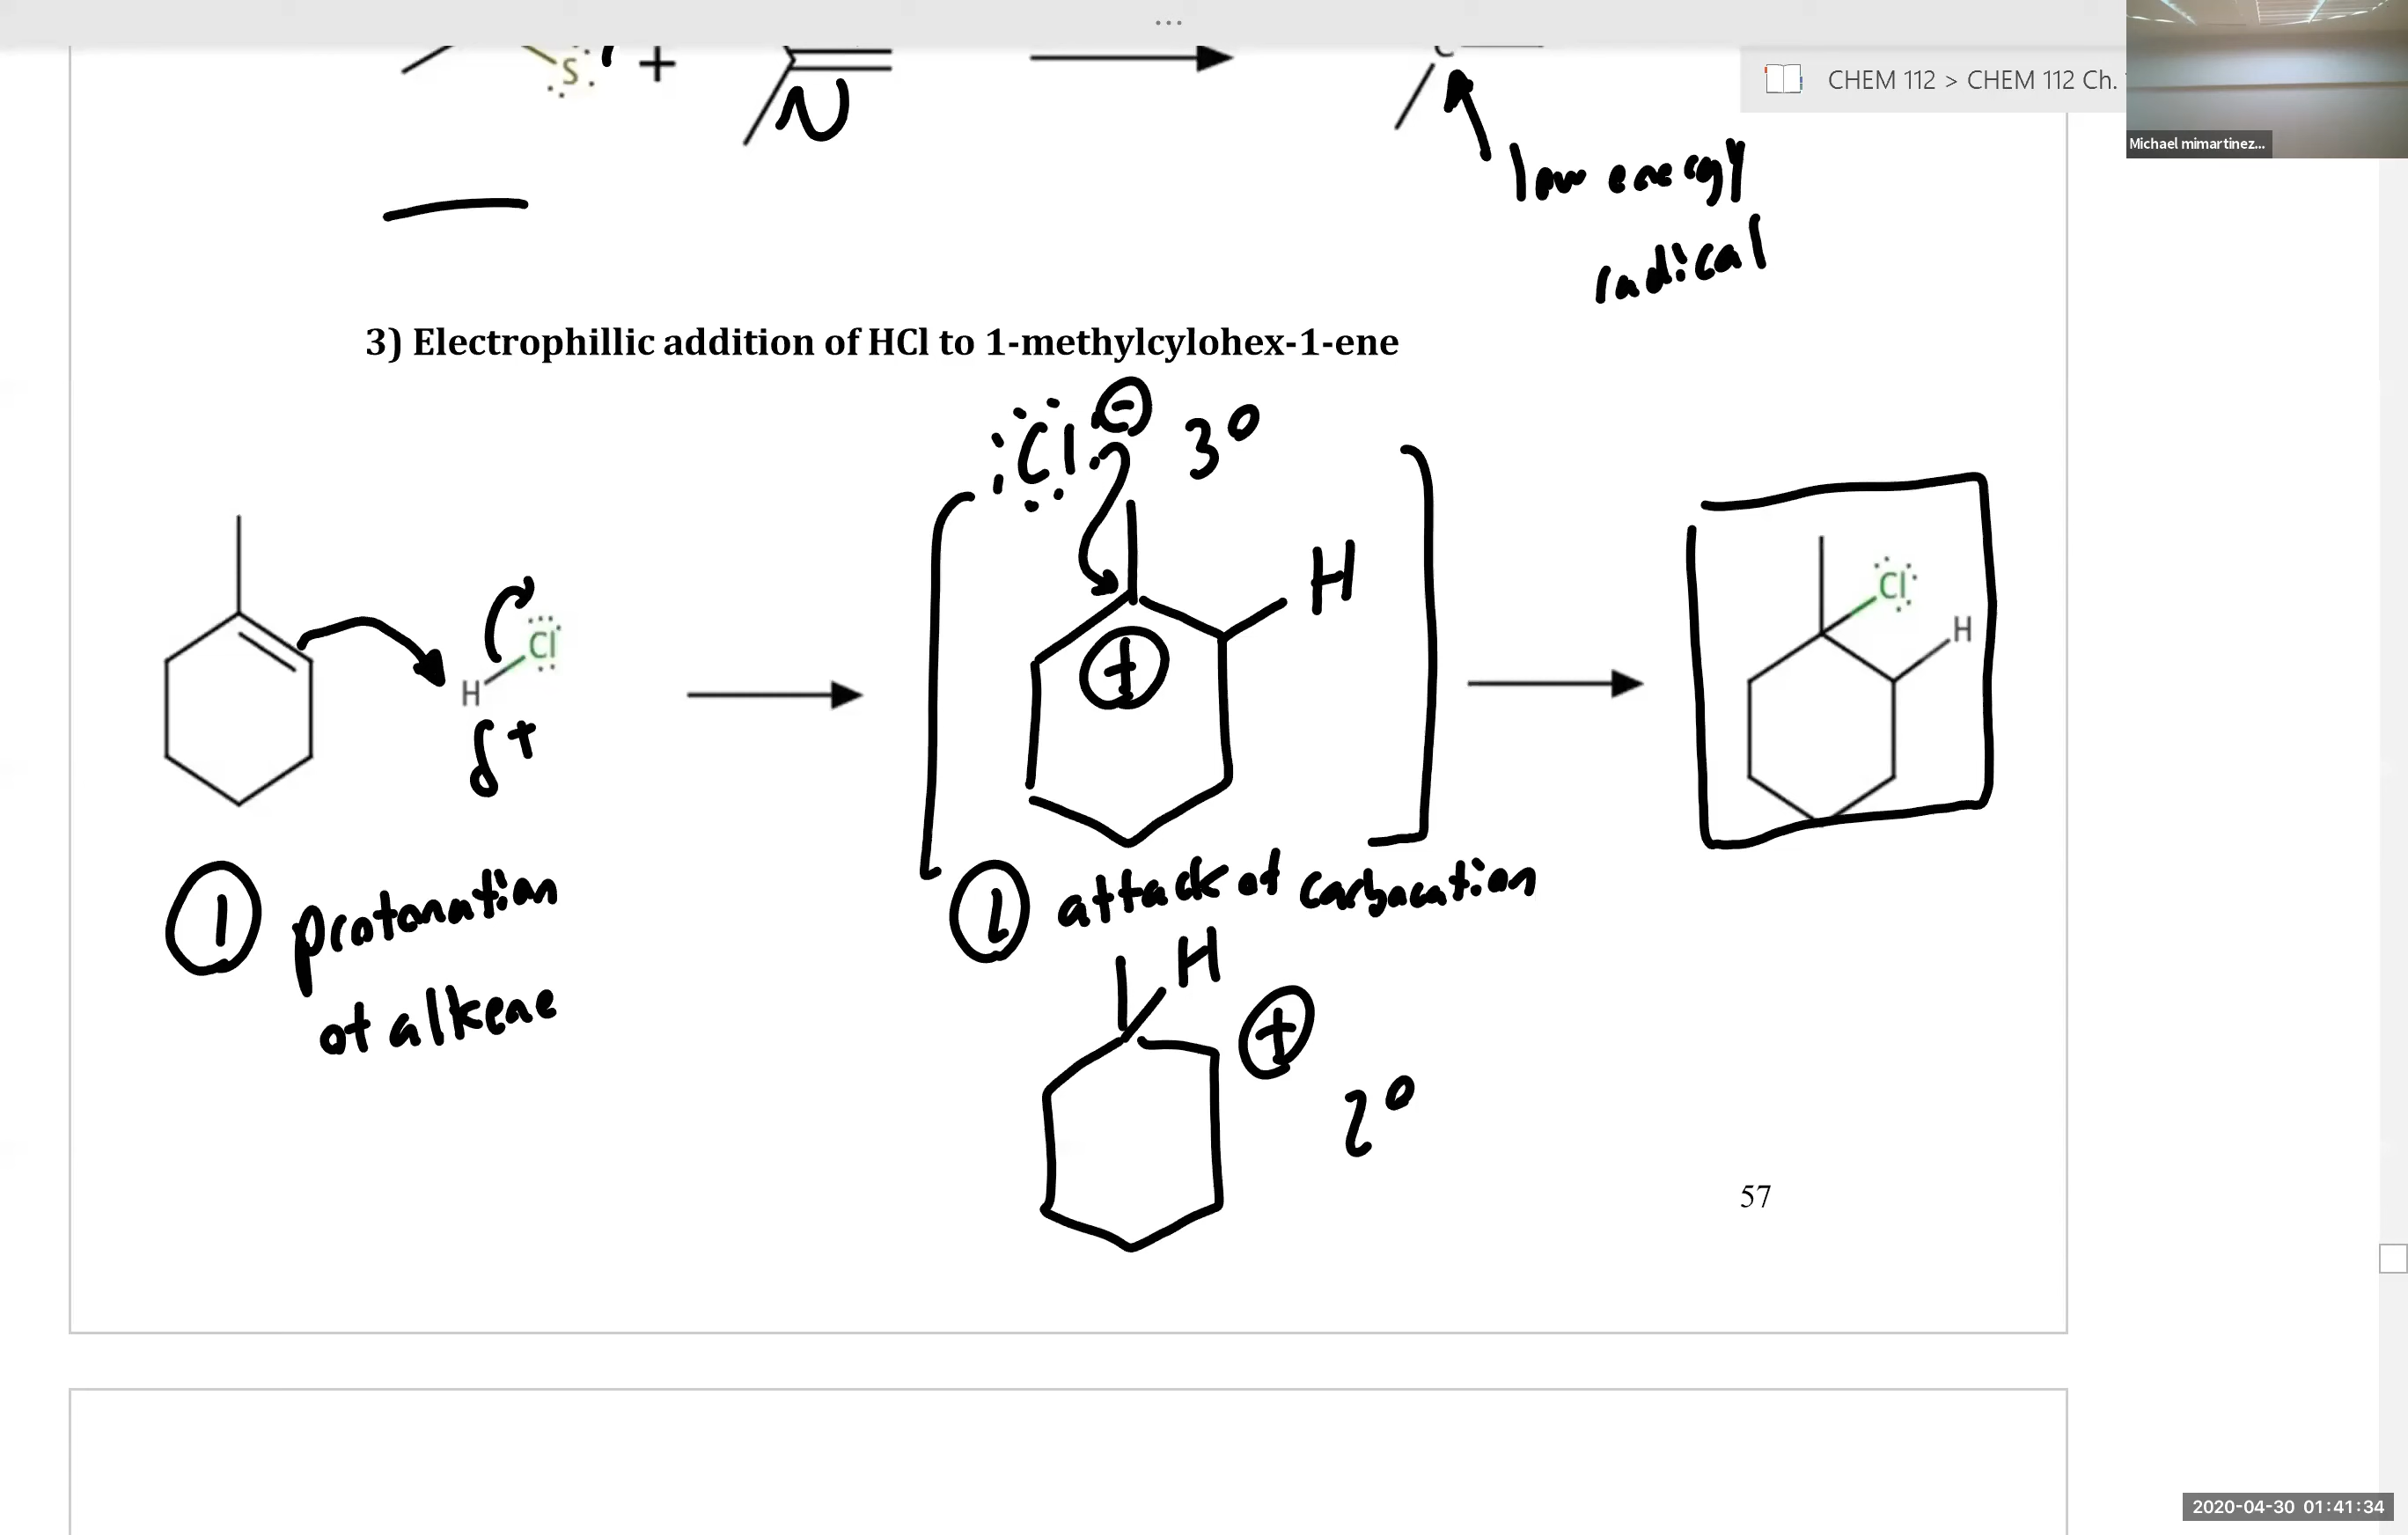 ...
S
+
N
C
CHEM 112 > CHEM 112 Ch.
Michael mimartinez...
low energy
radical
3) Electrophillic addition of HCl to 1-methylcylohex-1-ene
Cl ⊖ 3°
H
Cl
H
δ+
+
Cl
H
① protonation
of alkene
② attack of carbocation
H
+
2°
57
2020-04-30 01:41:34